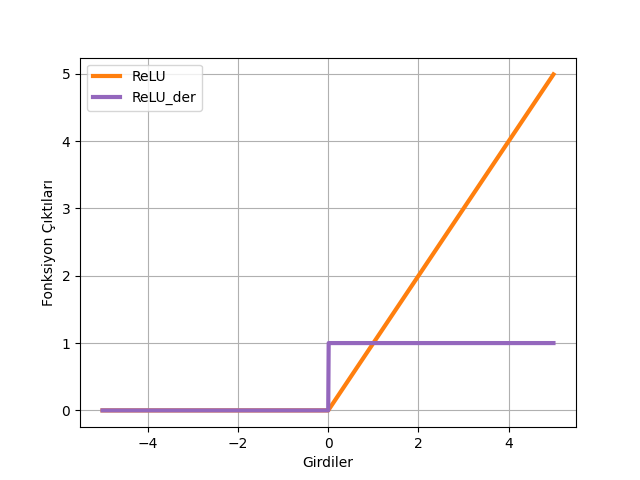 ReLU
ReLU_der
5
4
3
2
1
0
−4
−2
0
2
4
Fonksiyon Çıktıları
Girdiler